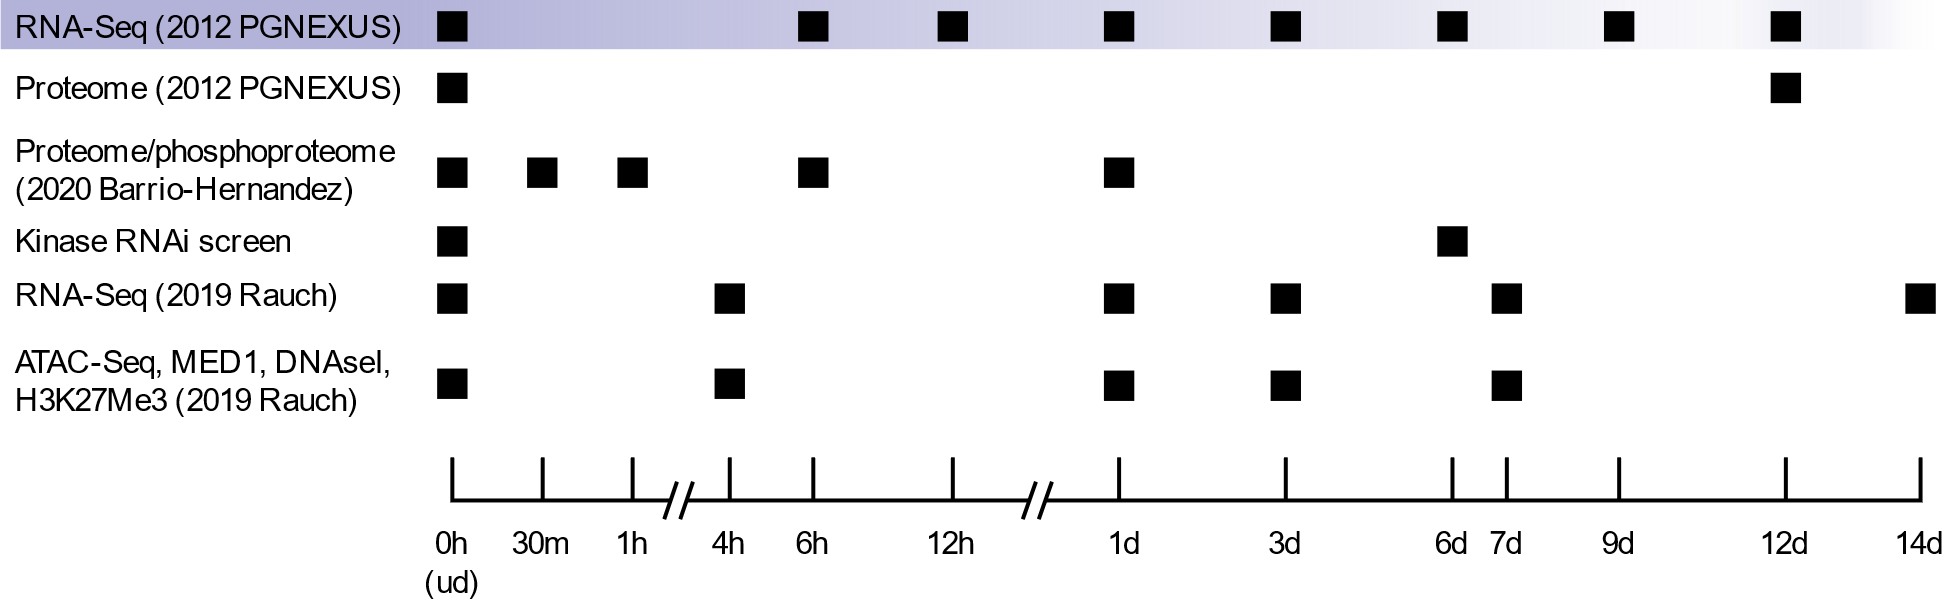 RNA-Seq (2012 PGNEXUS)
Proteome (2012 PGNEXUS)
Proteome/phosphoproteome
(2020 Barrio-Hernandez)
Kinase RNAi screen
RNA-Seq (2019 Rauch)
ATAC-Seq, MED1, DNAseI,
H3K27Me3 (2019 Rauch)
0h 30m 1h 4h 6h 12h 1d 3d 6d 7d 9d 12d 14d
(ud)